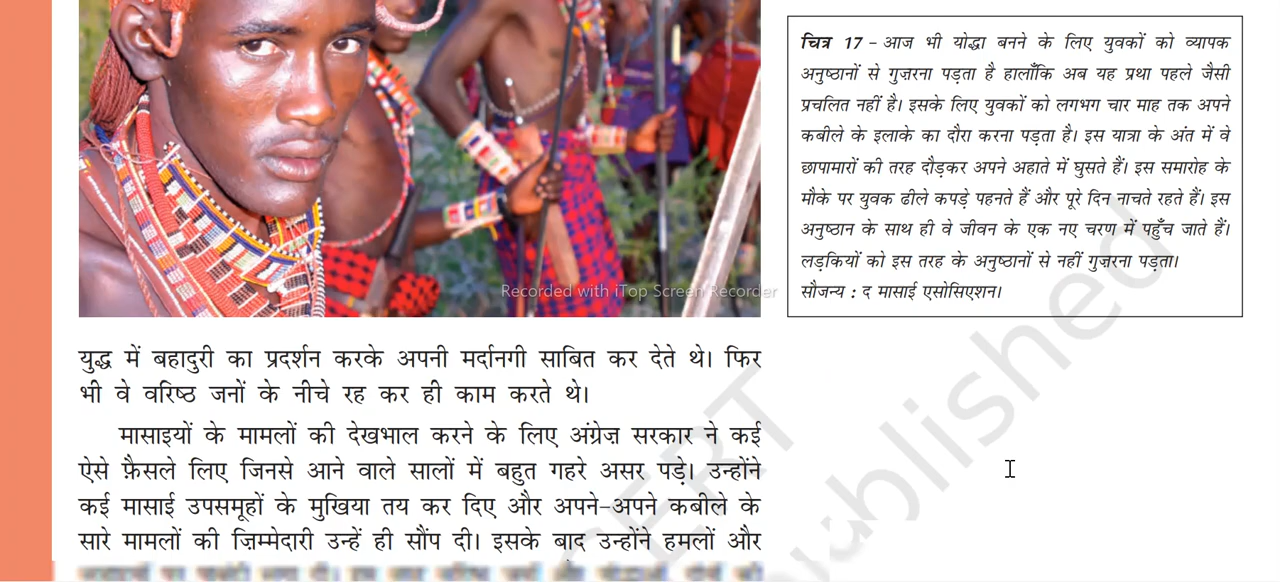 चित्र 17 – आज भी योद्धा बनने के लिए युवकों को व्यापक
अनुष्ठानों से गुज़रना पड़ता है हालाँकि अब यह प्रथा पहले जैसी
प्रचलित नहीं है। इसके लिए युवकों को लगभग चार माह तक अपने
कबीले के इलाके का दौरा करना पड़ता है। इस यात्रा के अंत में वे
छापामारों की तरह दौड़कर अपने अहाते में घुसते हैं। इस समारोह के
मौके पर युवक ढीले कपड़े पहनते हैं और पूरे दिन नाचते रहते हैं। इस
अनुष्ठान के साथ ही वे जीवन के एक नए चरण में पहुँच जाते हैं।
लड़कियों को इस तरह के अनुष्ठानों से नहीं गुज़रना पड़ता।
सौजन्य : द मासाई एसोसिएशन।
Recorded with iTop Screen Recorder
युद्ध में बहादुरी का प्रदर्शन करके अपनी मर्दानगी साबित कर देते थे। फिर
भी वे वरिष्ठ जनों के नीचे रह कर ही काम करते थे।
मासाइयों के मामलों की देखभाल करने के लिए अंग्रेज़ सरकार ने कई
ऐसे फ़ैसले लिए जिनसे आने वाले सालों में बहुत गहरे असर पड़े। उन्होंने
कई मासाई उपसमूहों के मुखिया तय कर दिए और अपने-अपने कबीले के
सारे मामलों की ज़िम्मेदारी उन्हें ही सौंप दी। इसके बाद उन्होंने हमलों और